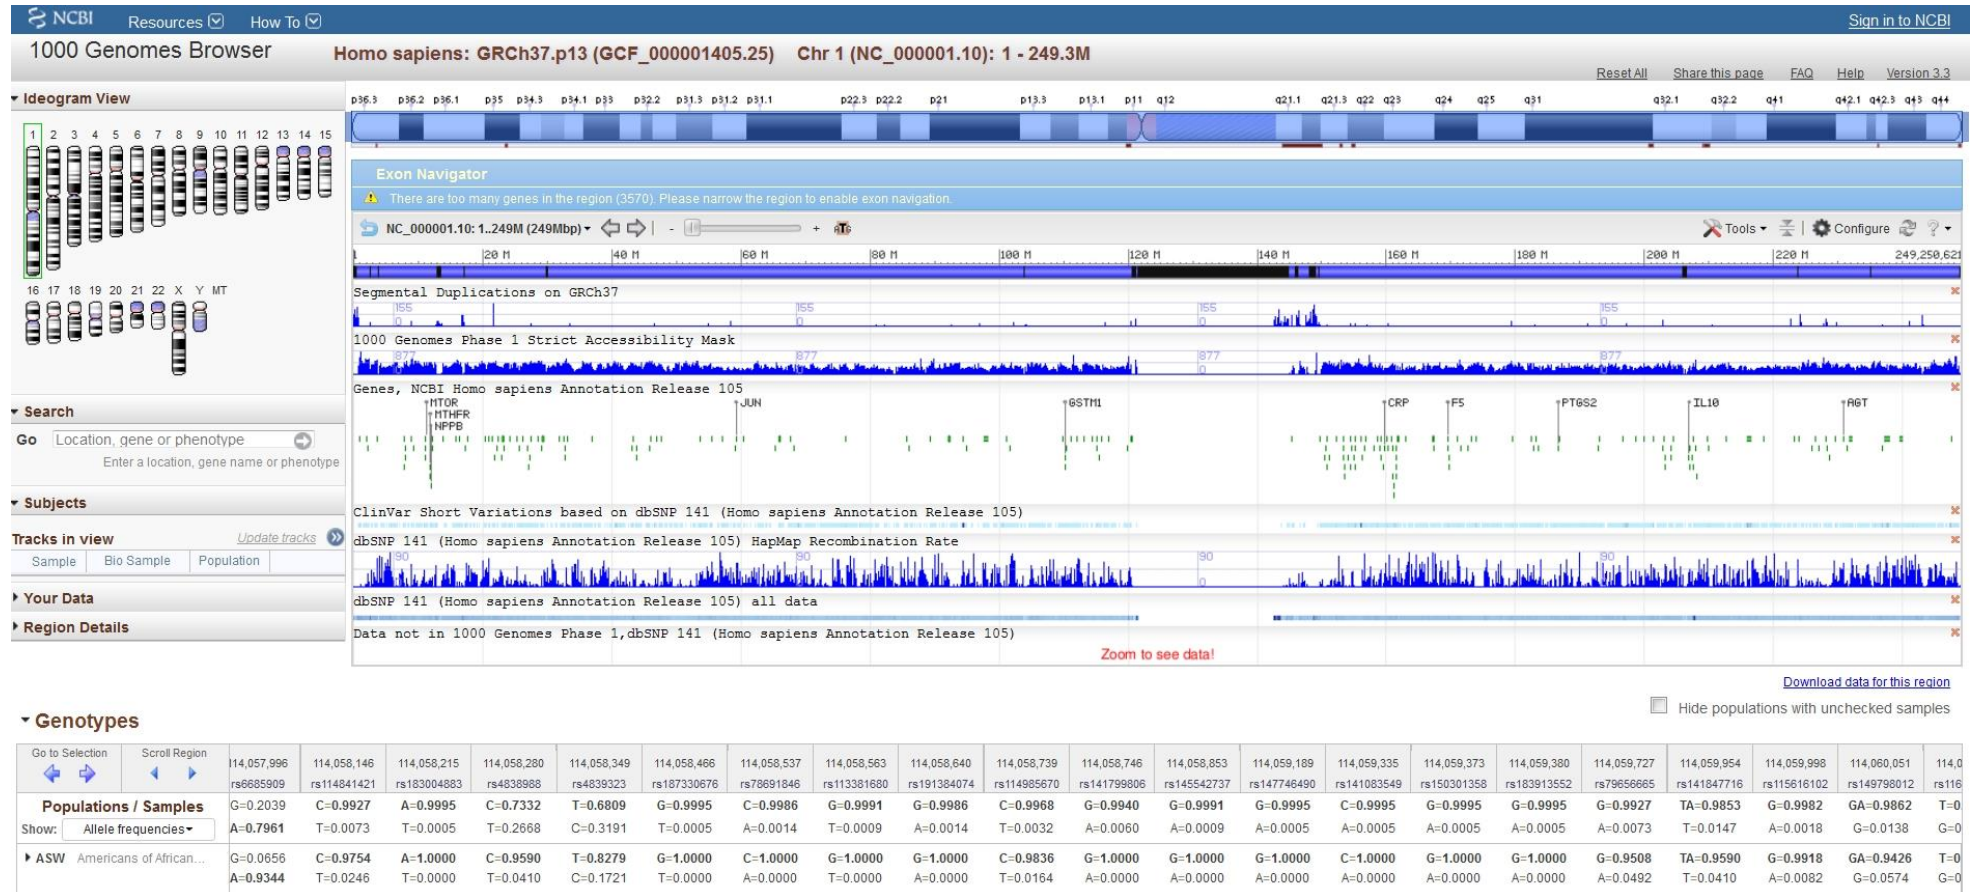 NCBI Resources How To Sign in to NCBI
1000 Genomes Browser Homo sapiens: GRCh37.p13 (GCF_000001405.25) Chr 1 (NC_000001.10): 1 - 249.3M
Reset All Share this page FAQ Help Version 3.3
Ideogram View
p36.3 p36.2 p36.1 p35 p34.3 p34.1 p33 p32.2 p31.3 p31.2 p31.1 p22.3 p22.2 p21 p13.3 p13.1 p11 q12 q21.1 q21.3 q22 q23 q24 q25 q31 q32.1 q32.2 q41 q42.1 q42.3 q43 q44
1 2 3 4 5 6 7 8 9 10 11 12 13 14 15
16 17 18 19 20 21 22 X Y MT
Exon Navigator
There are too many genes in the region (3570). Please narrow the region to enable exon navigation.
NC_000001.10: 1..249M (249Mbp) - + ATG Tools Configure ?
1 20 M 40 M 60 M 80 M 100 M 120 M 140 M 160 M 180 M 200 M 220 M 249,250,621
Segmental Duplications on GRCh37
155 155 155 155
0 0 0 0
1000 Genomes Phase 1 Strict Accessibility Mask
877 877 877 877
0
Genes, NCBI Homo sapiens Annotation Release 105
MTOR JUN GSTM1 CRP F5 PTGS2 IL10 AGT
MTHFR
NPPB
Search
Go Location, gene or phenotype
Enter a location, gene name or phenotype
Subjects
Tracks in view Update tracks
Sample Bio Sample Population
Your Data
Region Details
ClinVar Short Variations based on dbSNP 141 (Homo sapiens Annotation Release 105)
dbSNP 141 (Homo sapiens Annotation Release 105) HapMap Recombination Rate
90 90 90 90
0
dbSNP 141 (Homo sapiens Annotation Release 105) all data
Data not in 1000 Genomes Phase 1,dbSNP 141 (Homo sapiens Annotation Release 105)
Zoom to see data!
Download data for this region
Hide populations with unchecked samples
Genotypes
Go to Selection Scroll Region
114,057,996 114,058,146 114,058,215 114,058,280 114,058,349 114,058,466 114,058,537 114,058,563 114,058,640 114,058,739 114,058,746 114,058,853 114,059,189 114,059,335 114,059,373 114,059,380 114,059,727 114,059,954 114,059,998 114,060,051 114,0
rs6685909 rs114841421 rs183004883 rs4838988 rs4839323 rs187330676 rs78691846 rs113381680 rs191384074 rs114985670 rs141799806 rs145542737 rs147746490 rs141083549 rs150301358 rs183913552 rs79656665 rs141847716 rs115616102 rs149798012 rs116
Populations / Samples G=0.2039 C=0.9927 A=0.9995 C=0.7332 T=0.6809 G=0.9995 C=0.9986 G=0.9991 G=0.9986 C=0.9968 G=0.9940 G=0.9991 G=0.9995 C=0.9995 G=0.9995 G=0.9995 G=0.9927 TA=0.9853 G=0.9982 GA=0.9862 T=0
Show: Allele frequencies A=0.7961 T=0.0073 T=0.0005 T=0.2668 C=0.3191 T=0.0005 A=0.0014 T=0.0009 A=0.0014 T=0.0032 A=0.0060 A=0.0009 A=0.0005 A=0.0005 A=0.0005 A=0.0005 A=0.0073 T=0.0147 A=0.0018 G=0.0138 G=0
ASW Americans of African... G=0.0656 C=0.9754 A=1.0000 C=0.9590 T=0.8279 G=1.0000 C=1.0000 G=1.0000 G=1.0000 C=0.9836 G=1.0000 G=1.0000 G=1.0000 C=1.0000 G=1.0000 G=1.0000 G=0.9508 TA=0.9590 G=0.9918 GA=0.9426 T=0
A=0.9344 T=0.0246 T=0.0000 T=0.0410 C=0.1721 T=0.0000 A=0.0000 T=0.0000 A=0.0000 T=0.0164 A=0.0000 A=0.0000 A=0.0000 A=0.0000 A=0.0000 A=0.0000 A=0.0492 T=0.0410 A=0.0082 G=0.0574 G=0